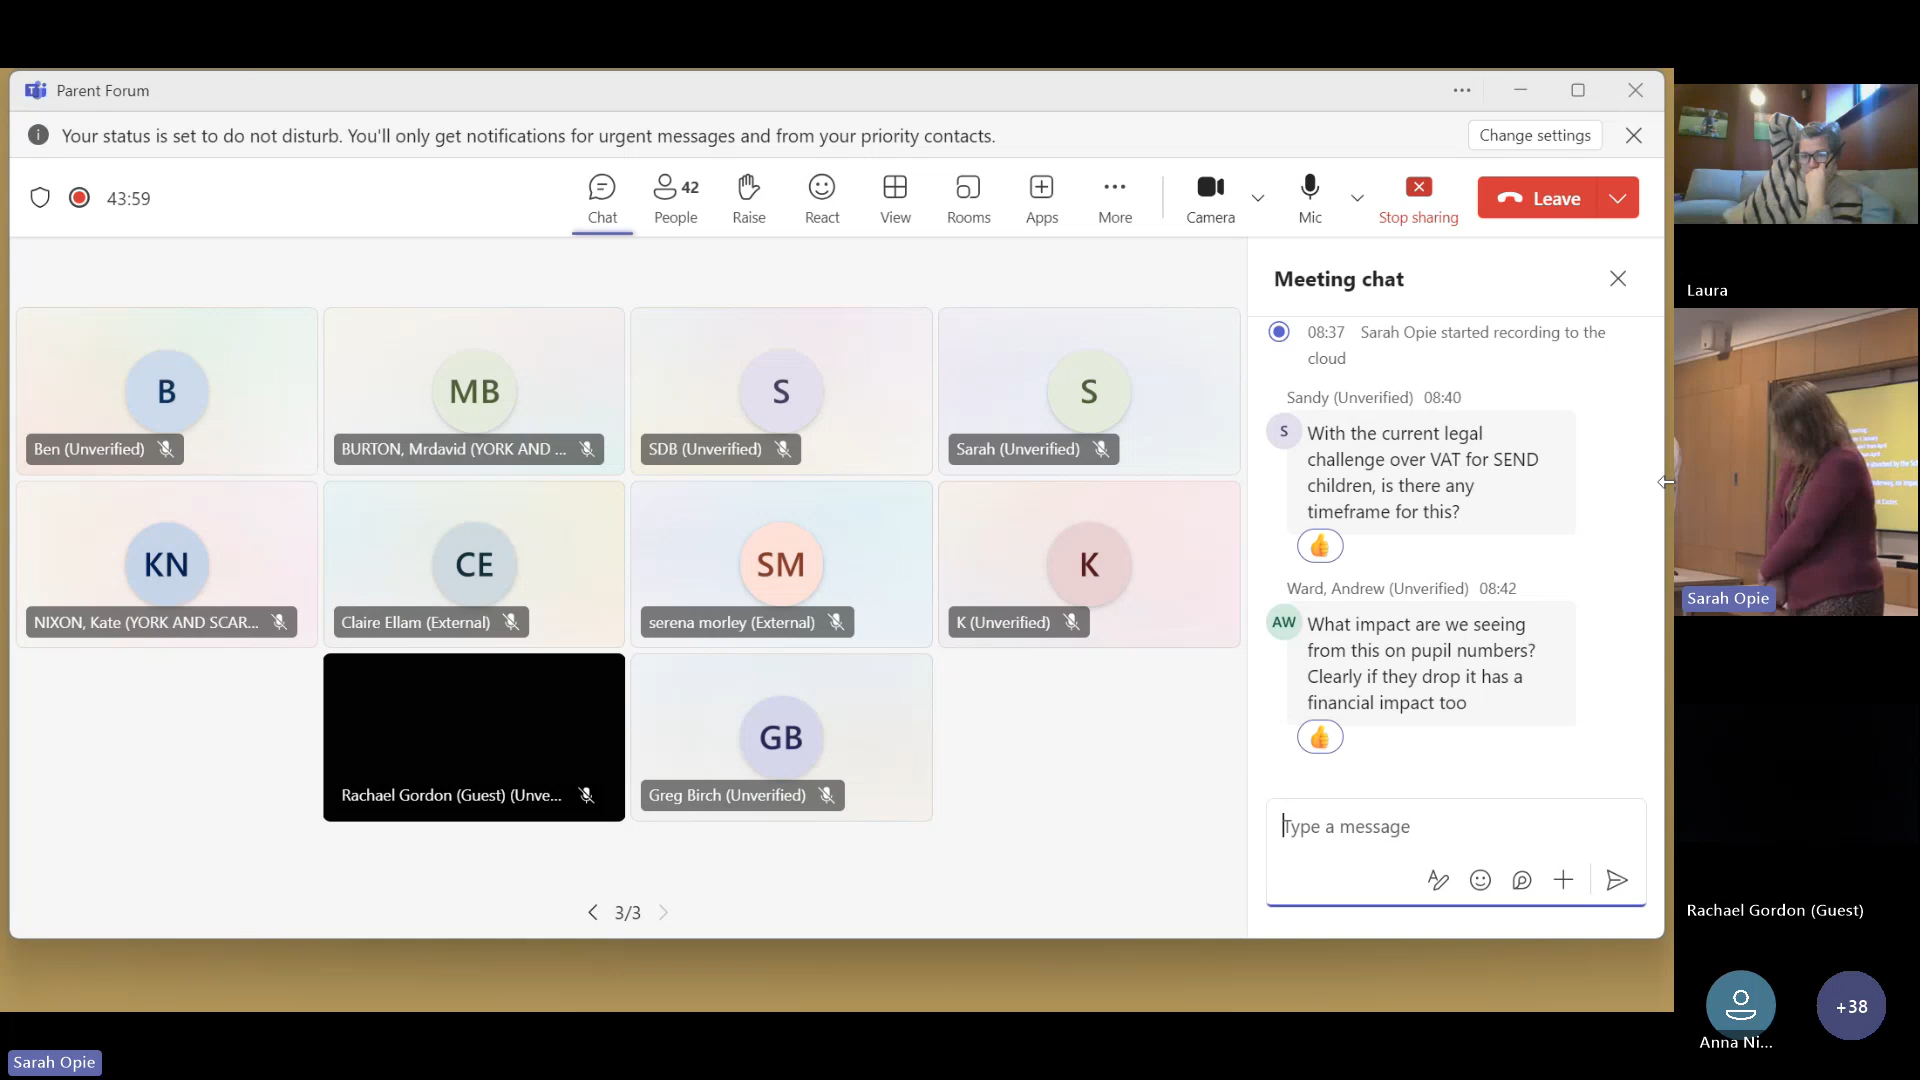 Parent Forum
Your status is set to do not disturb. You'll only get notifications for urgent messages and from your priority contacts.
Change settings
43:59
Chat
42
People
Raise
React
View
Rooms
Apps
More
Camera
Mic
Stop sharing
Leave
Meeting chat
08:37 Sarah Opie started recording to the
cloud
Sandy (Unverified) 08:40
S
With the current legal
challenge over VAT for SEND
children, is there any
timeframe for this?
Ward, Andrew (Unverified) 08:42
AW
What impact are we seeing
from this on pupil numbers?
Clearly if they drop it has a
financial impact too
Type a message
B
Ben (Unverified)
MB
BURTON, Mrdavid (YORK AND ...
S
SDB (Unverified)
S
Sarah (Unverified)
KN
NIXON, Kate (YORK AND SCAR...
CE
Claire Ellam (External)
SM
serena morley (External)
K
K (Unverified)
Rachael Gordon (Guest) (Unve...
GB
Greg Birch (Unverified)
3/3
Laura
Sarah Opie
Rachael Gordon (Guest)
Anna Ni...
+38
Sarah Opie